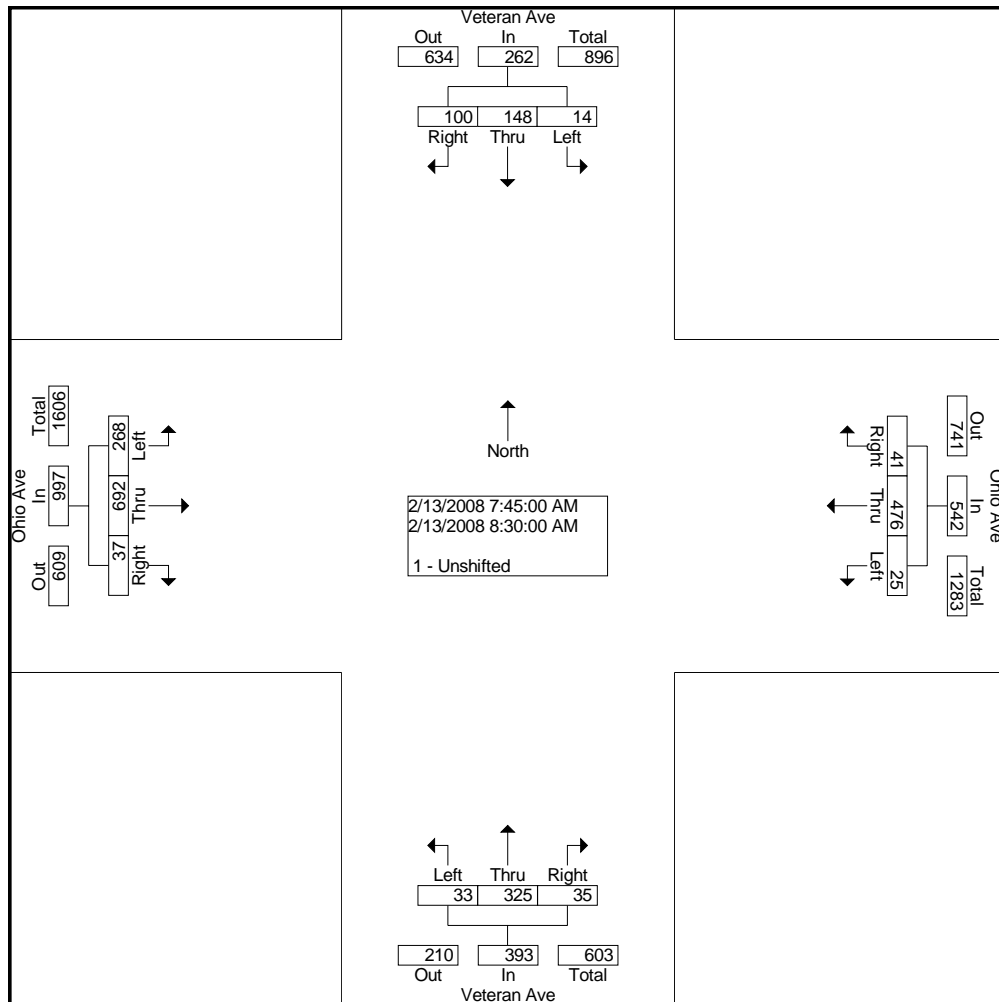 Veteran Ave
Out In Total
634 262 896
100 148 14
Right Thru Left
Ohio Ave
Total In Out
1606 997 609
268 692 37
Left Thru Right
North
2/13/2008 7:45:00 AM
2/13/2008 8:30:00 AM
1 - Unshifted
Right Thru Left
41 476 25
741 542 1283
Out In Total
Ohio Ave
Left Thru Right
33 325 35
210 393 603
Out In Total
Veteran Ave